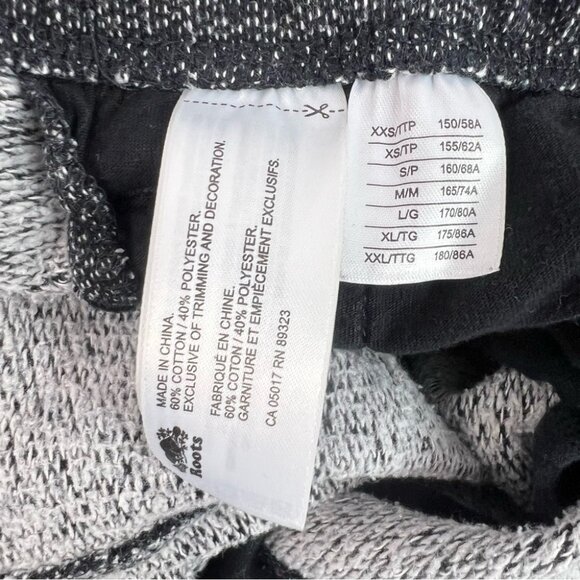 MADE IN CHINA.
60% COTTON / 40% POLYESTER.
EXCLUSIVE OF TRIMMING AND DECORATION.
FABRIQUÉ EN CHINE.
60% COTON / 40% POLYESTER.
GARNITURE ET EMPIÈCEMENT EXCLUSIFS.
CA 05017 RN 89323
Roots
XXS/TTP 150/58A
XS/TP 155/62A
S/P 160/68A
M/M 165/74A
L/G 170/80A
XL/TG 175/86A
XXL/TTG 180/86A